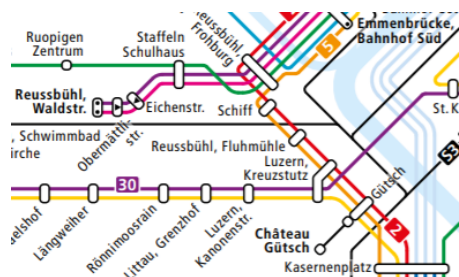 Ruopigen
Zentrum
Staffeln
Schulhaus
Reussbühl,
Frohburg
Emmenbrücke,
Bahnhof Süd
5
Reussbühl,
Waldstr.
Eichenstr.
Obermättli-
str.
Schiff
St. K
, Schwimmbad
irche
Reussbühl, Fluhmühle
Luzern,
Kreuzstutz
S3
30
Gütsch
elshof
Längweiher
Rönnimoosrain
Littau, Grenzhof
Luzern,
Kanonenstr.
2
Château
Gütsch
Kasernenplatz